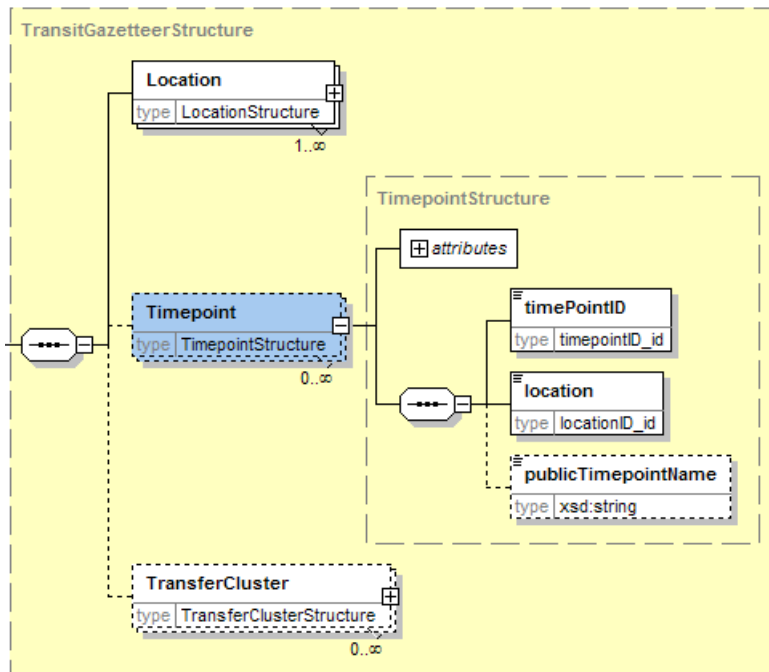 TransitGazetteerStructure
Location
type LocationStructure
1..∞
TimepointStructure
attributes
Timepoint
type TimepointStructure
0..∞
timePointID
type timepointID_id
location
type locationID_id
publicTimepointName
type xsd:string
TransferCluster
type TransferClusterStructure
0..∞